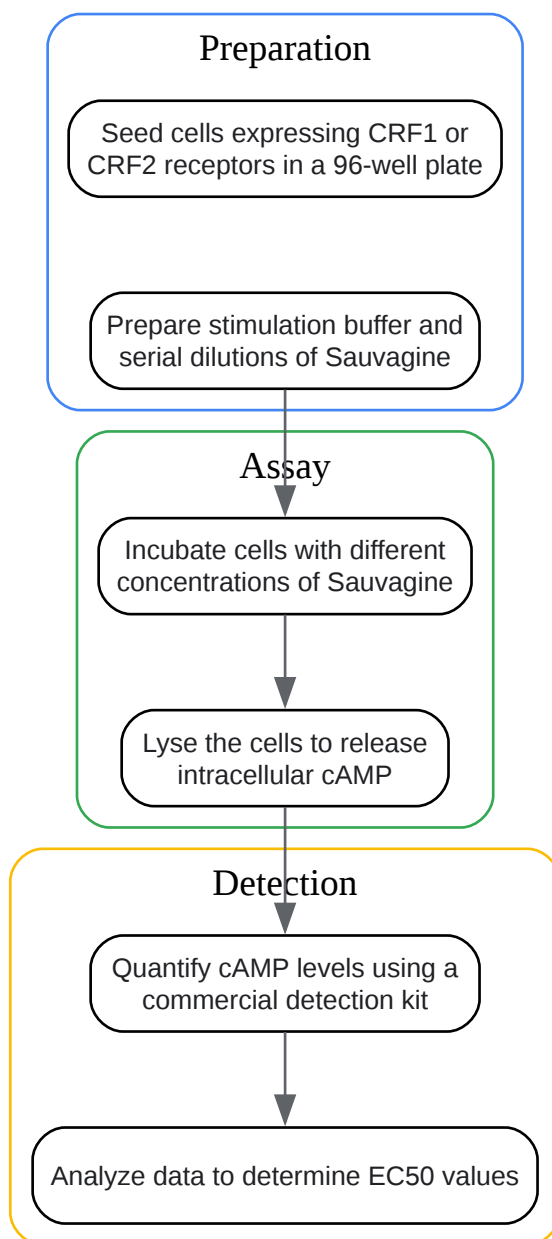 Preparation
Seed cells expressing CRF1 or
CRF2 receptors in a 96-well plate
Prepare stimulation buffer and
serial dilutions of Sauvagine
Assay
Incubate cells with different
concentrations of Sauvagine
Lyse the cells to release
intracellular cAMP
Detection
Quantify cAMP levels using a
commercial detection kit
Analyze data to determine EC50 values